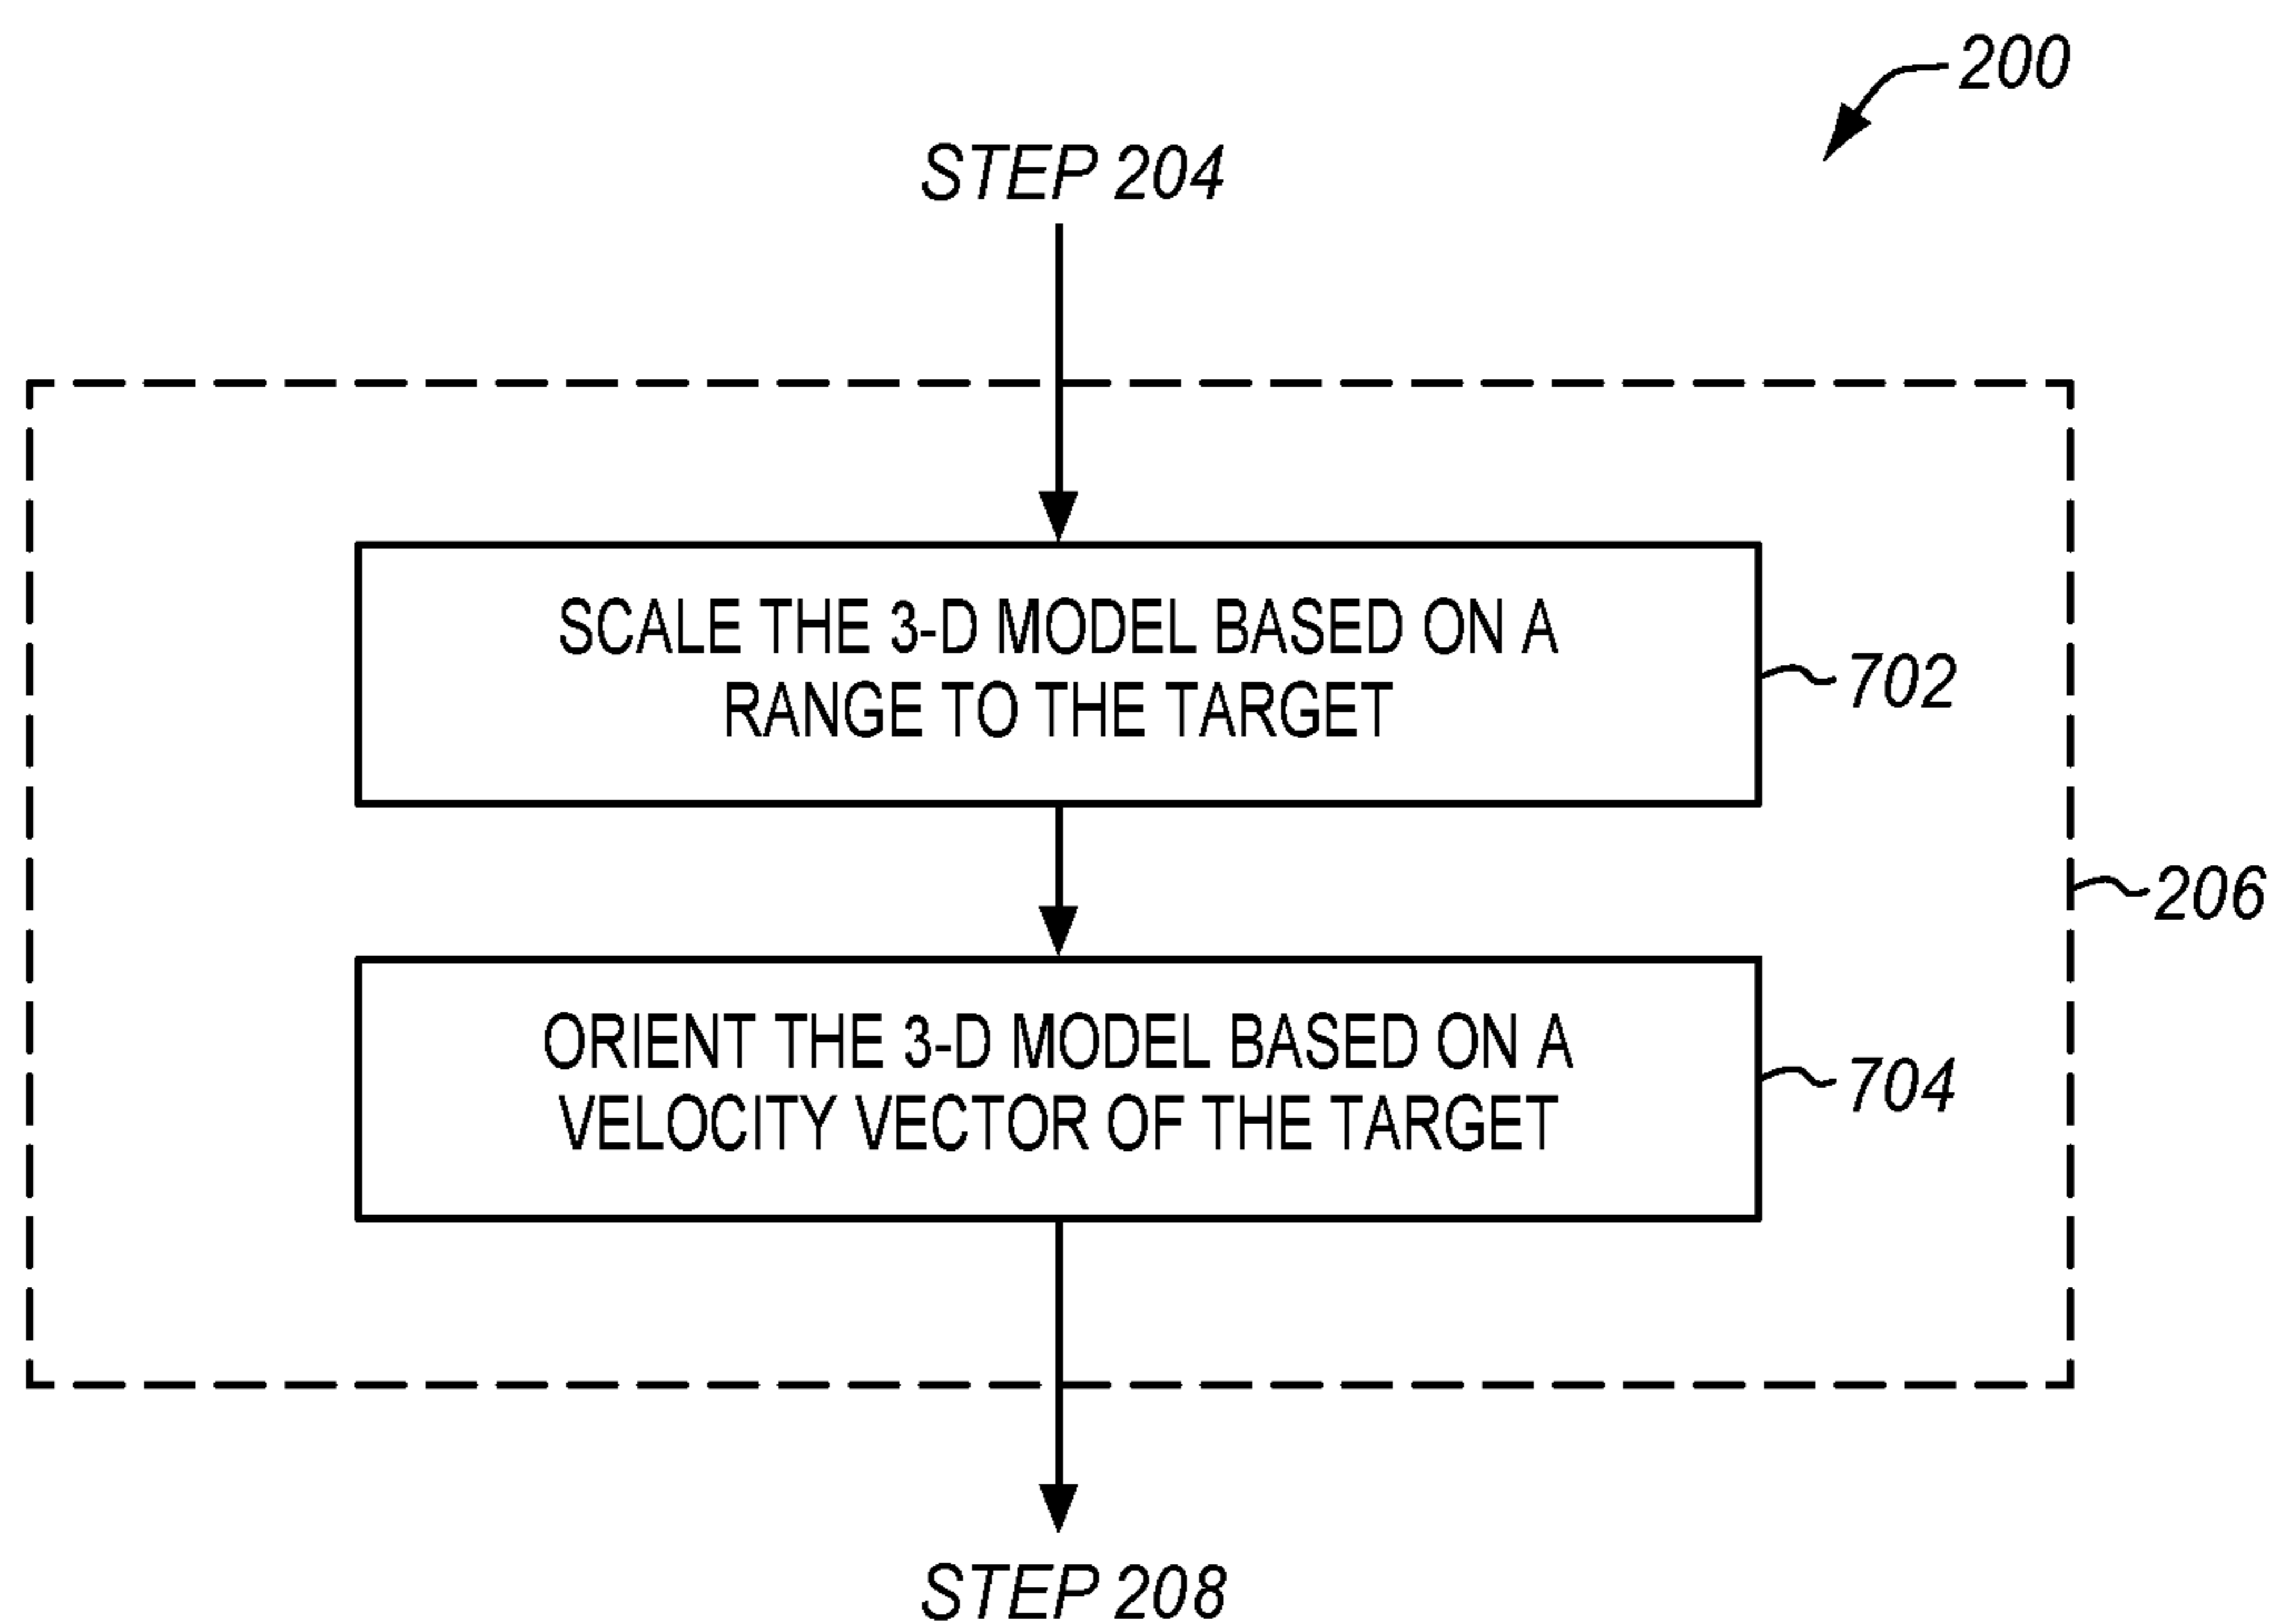 200
STEP 204
SCALE THE 3-D MODEL BASED ON A
RANGE TO THE TARGET
702
206
ORIENT THE 3-D MODEL BASED ON A
VELOCITY VECTOR OF THE TARGET
704
STEP 208